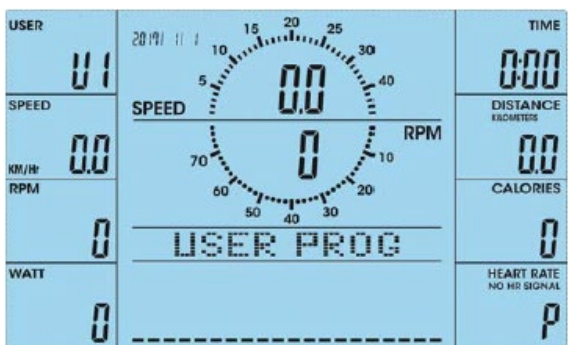 USER
U1
SPEED
KM/Hr 0.0
RPM
0
WATT
0
2019/ 11 1
5 10 15 20 25 30 40
SPEED 0.0
0 RPM
70 60 50 40 30 20 10
USER PROG
TIME
0:00
DISTANCE
KILOMETERS
0.0
CALORIES
0
HEART RATE
NO HR SIGNAL
P